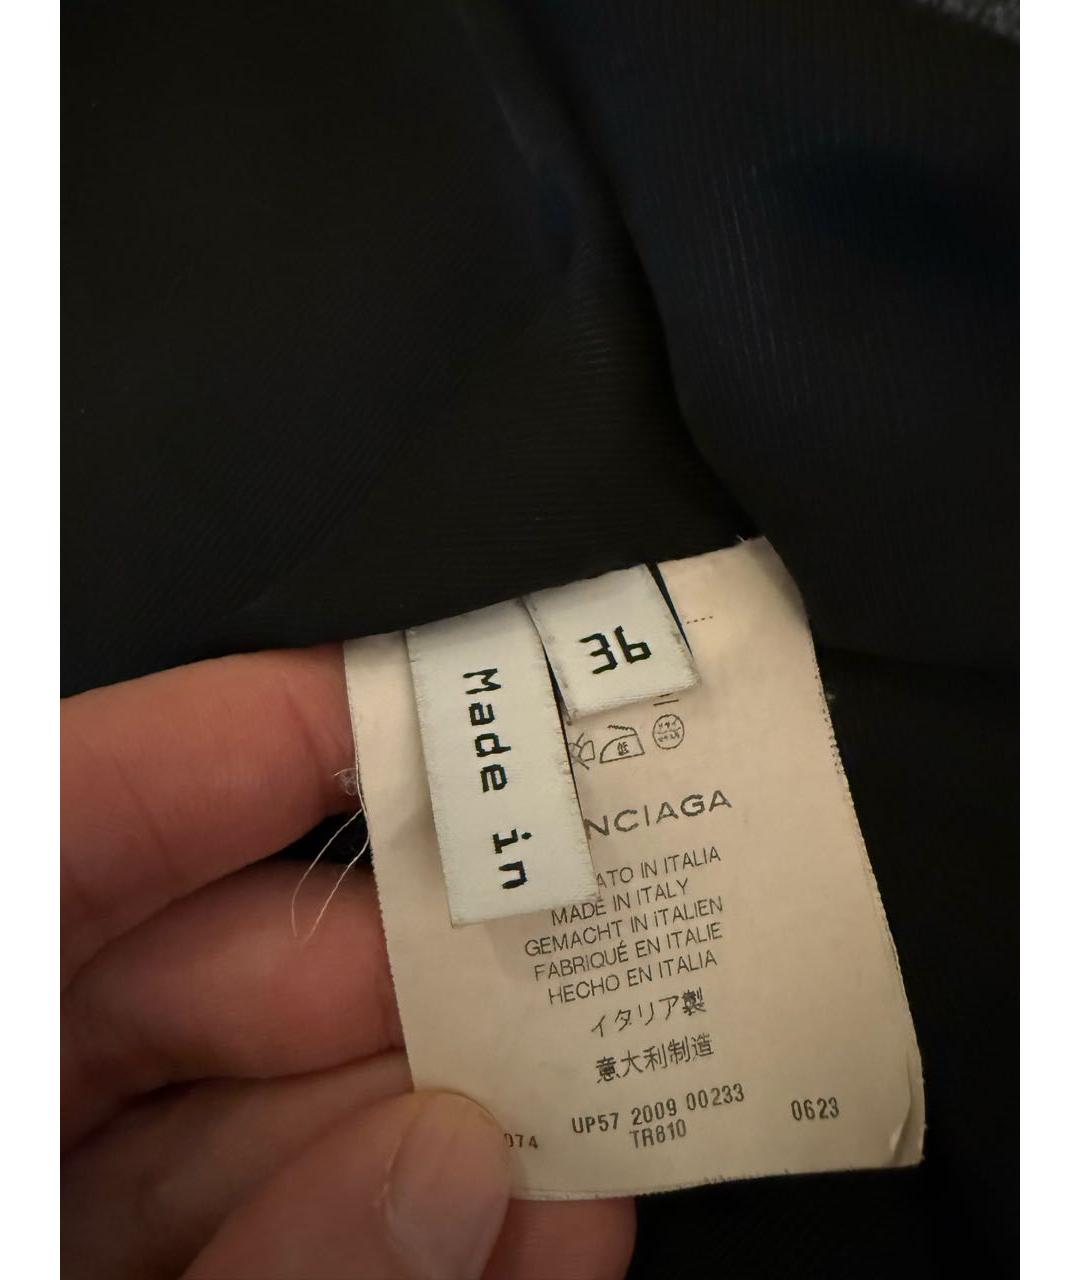 36
Made in
NCIAGA
ATO IN ITALIA
MADE IN ITALY
GEMACHT IN ITALIEN
FABRIQUÉ EN ITALIE
HECHO EN ITALIA
イタリア製
意大利制造
UP57 2009 00233
074 TR810 0623